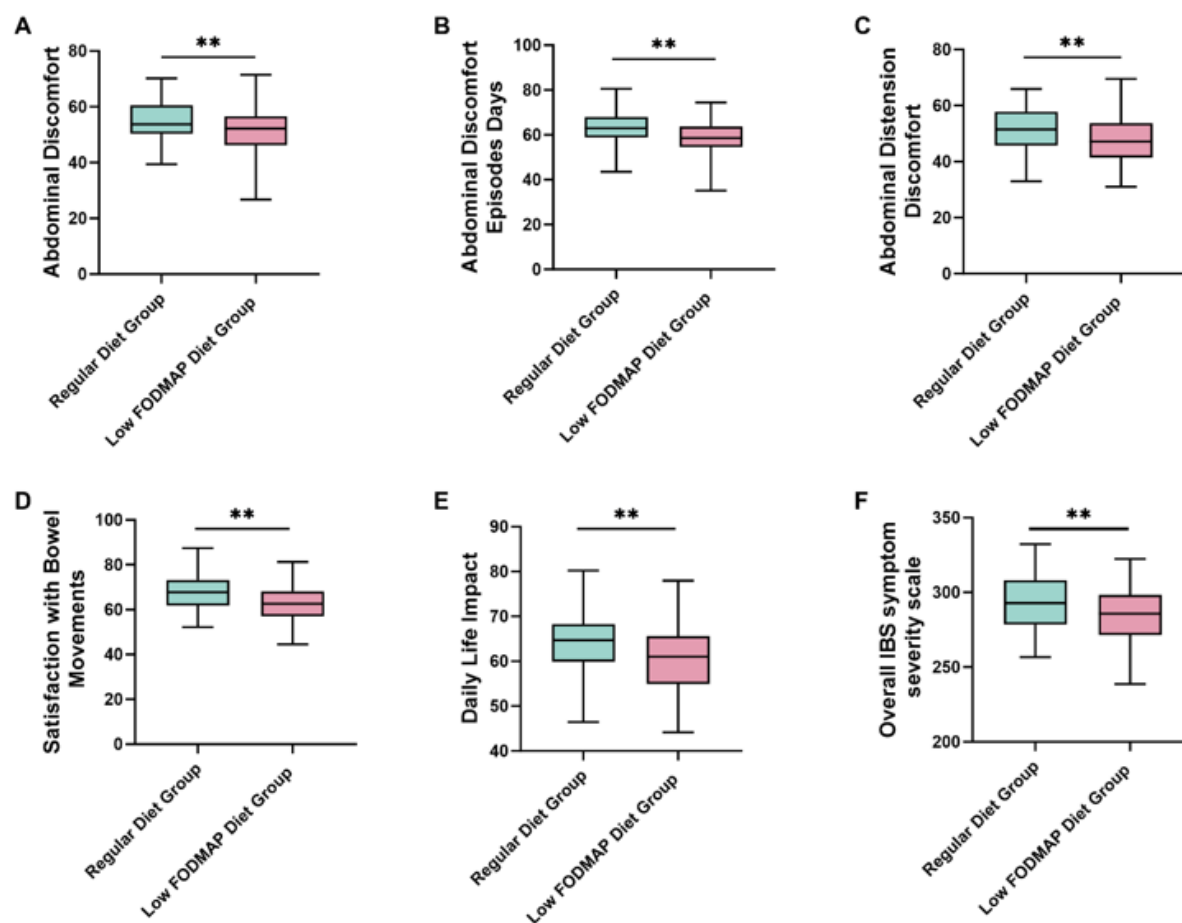 A
Abdominal Discomfort
80
60
40
20
0
**
Regular Diet Group
Low FODMAP Diet Group
B
Abdominal Discomfort
Episodes Days
100
80
60
40
20
0
**
Regular Diet Group
Low FODMAP Diet Group
C
Abdominal Distension
Discomfort
80
60
40
20
0
**
Regular Diet Group
Low FODMAP Diet Group
D
Satisfaction with Bowel
Movements
100
80
60
40
20
0
**
Regular Diet Group
Low FODMAP Diet Group
E
Daily Life Impact
90
80
70
60
50
40
**
Regular Diet Group
Low FODMAP Diet Group
F
Overall IBS symptom
severity scale
350
300
250
200
**
Regular Diet Group
Low FODMAP Diet Group